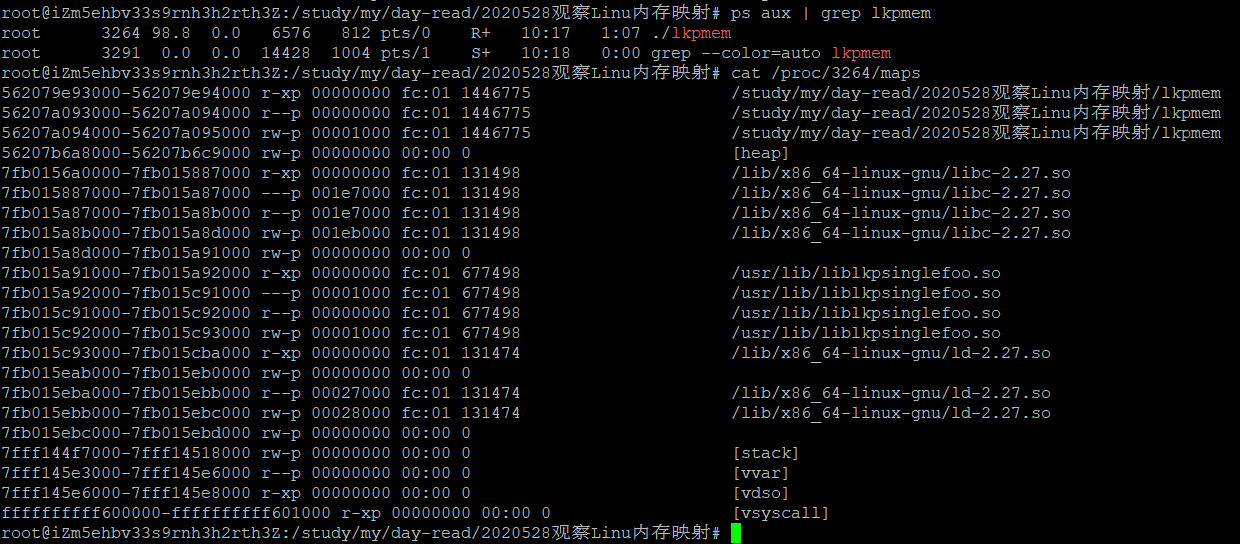 root@iZm5ehbv33s9rnh3h2rth3Z:/study/my/day-read/2020528观察Linu内存映射# ps aux | grep lkpmem
root      3264 98.8  0.0   6576   812 pts/0    R+   10:17   1:07 ./lkpmem
root      3291  0.0  0.0  14428  1004 pts/1    S+   10:18   0:00 grep --color=auto lkpmem
root@iZm5ehbv33s9rnh3h2rth3Z:/study/my/day-read/2020528观察Linu内存映射# cat /proc/3264/maps
562079e93000-562079e94000 r-xp 00000000 fc:01 1446775                    /study/my/day-read/2020528观察Linu内存映射/lkpmem
56207a093000-56207a094000 r--p 00000000 fc:01 1446775                    /study/my/day-read/2020528观察Linu内存映射/lkpmem
56207a094000-56207a095000 rw-p 00001000 fc:01 1446775                    /study/my/day-read/2020528观察Linu内存映射/lkpmem
56207b6a8000-56207b6c9000 rw-p 00000000 00:00 0                          [heap]
7fb0156a0000-7fb015887000 r-xp 00000000 fc:01 131498                     /lib/x86_64-linux-gnu/libc-2.27.so
7fb015887000-7fb015a87000 ---p 001e7000 fc:01 131498                     /lib/x86_64-linux-gnu/libc-2.27.so
7fb015a87000-7fb015a8b000 r--p 001e7000 fc:01 131498                     /lib/x86_64-linux-gnu/libc-2.27.so
7fb015a8b000-7fb015a8d000 rw-p 001eb000 fc:01 131498                     /lib/x86_64-linux-gnu/libc-2.27.so
7fb015a8d000-7fb015a91000 rw-p 00000000 00:00 0
7fb015a91000-7fb015a92000 r-xp 00000000 fc:01 677498                     /usr/lib/liblkpsinglefoo.so
7fb015a92000-7fb015c91000 ---p 00001000 fc:01 677498                     /usr/lib/liblkpsinglefoo.so
7fb015c91000-7fb015c92000 r--p 00000000 fc:01 677498                     /usr/lib/liblkpsinglefoo.so
7fb015c92000-7fb015c93000 rw-p 00001000 fc:01 677498                     /usr/lib/liblkpsinglefoo.so
7fb015c93000-7fb015cba000 r-xp 00000000 fc:01 131474                     /lib/x86_64-linux-gnu/ld-2.27.so
7fb015eab000-7fb015eb0000 rw-p 00000000 00:00 0
7fb015eba000-7fb015ebb000 r--p 00027000 fc:01 131474                     /lib/x86_64-linux-gnu/ld-2.27.so
7fb015ebb000-7fb015ebc000 rw-p 00028000 fc:01 131474                     /lib/x86_64-linux-gnu/ld-2.27.so
7fb015ebc000-7fb015ebd000 rw-p 00000000 00:00 0
7fff144f7000-7fff14518000 rw-p 00000000 00:00 0                          [stack]
7fff145e3000-7fff145e6000 r--p 00000000 00:00 0                          [vvar]
7fff145e6000-7fff145e8000 r-xp 00000000 00:00 0                          [vdso]
ffffffffff600000-ffffffffff601000 r-xp 00000000 00:00 0                  [vsyscall]
root@iZm5ehbv33s9rnh3h2rth3Z:/study/my/day-read/2020528观察Linu内存映射#